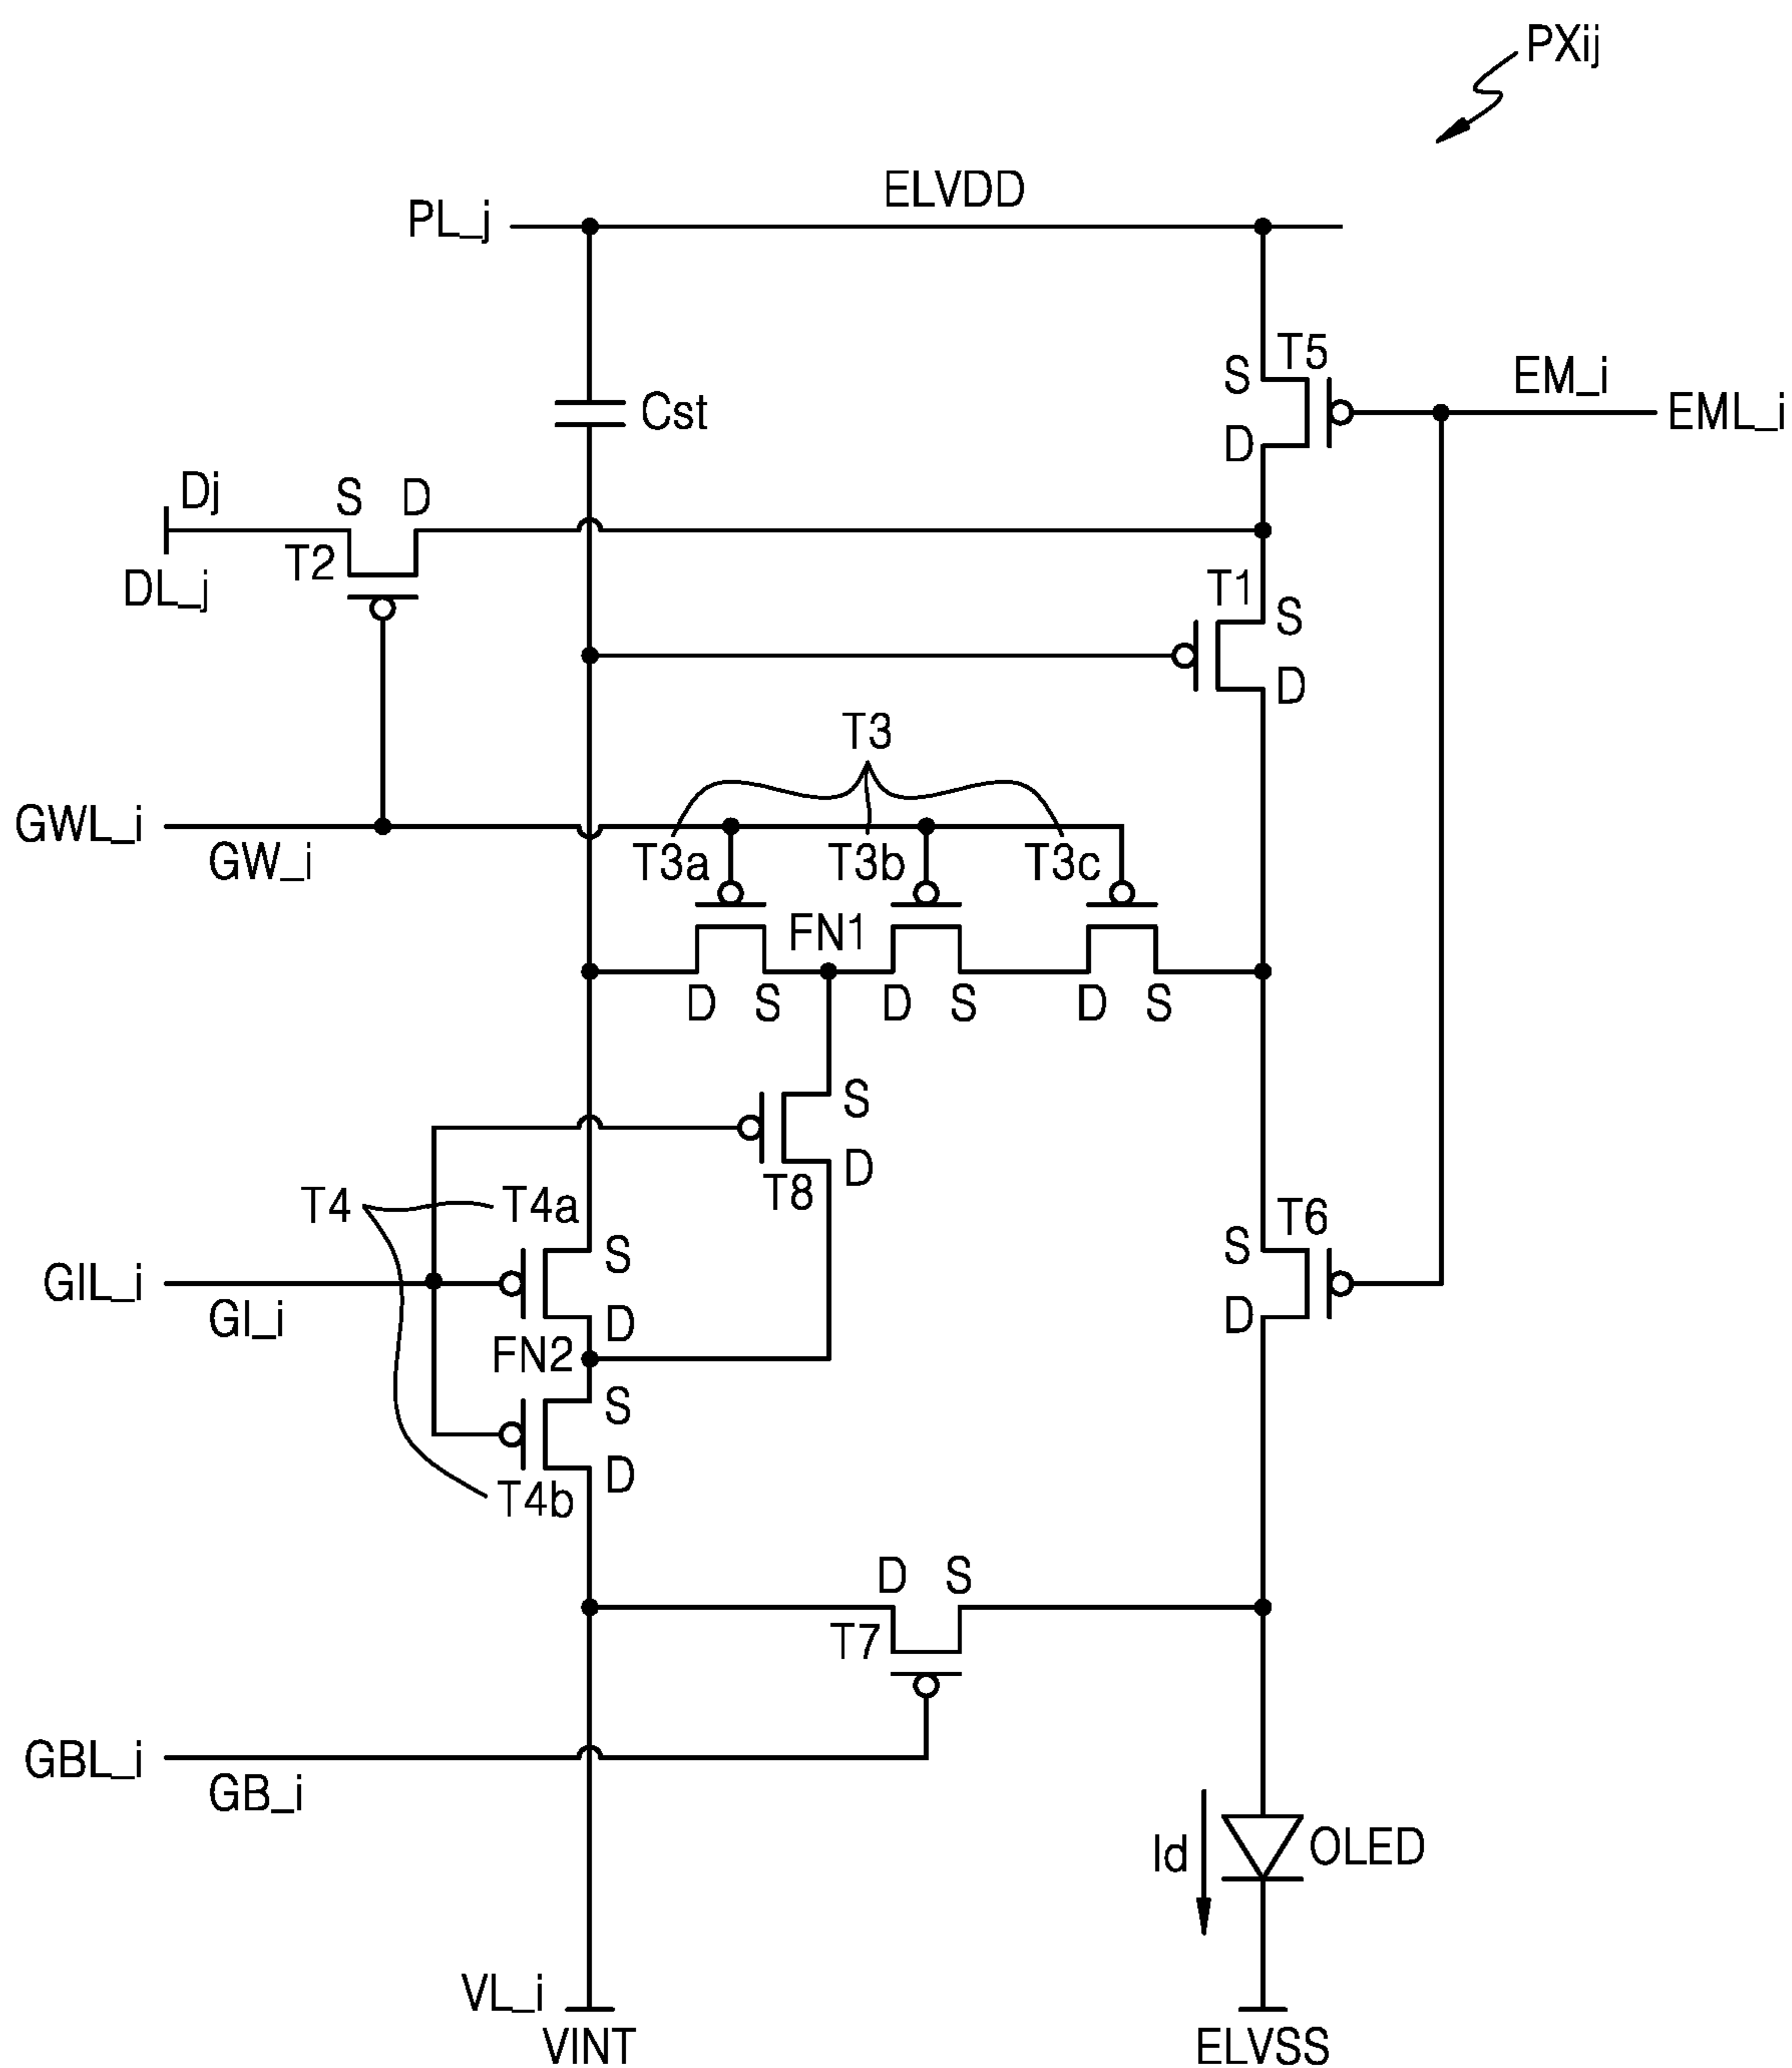 PXij
ELVDD
PL_j
T5
S
EM_i
EML_i
Cst
D
Dj
S
D
T2
DL_j
T1
S
D
T3
GWL_i
GW_i
T3a
T3b
T3c
FN1
D
S
D
S
D
S
S
D
T8
T4
T4a
T6
S
S
GIL_i
GI_i
D
D
FN2
S
D
T4b
D
S
T7
GBL_i
GB_i
Id
OLED
VL_i
VINT
ELVSS